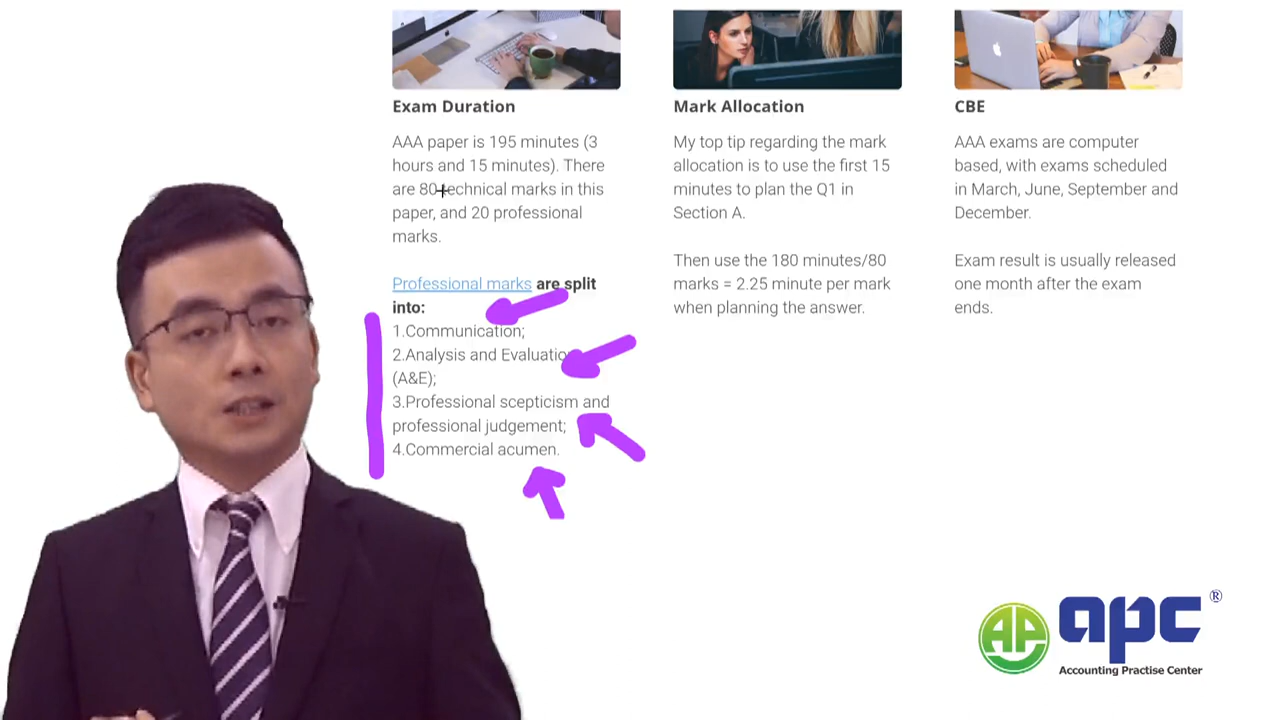 Exam Duration
AAA paper is 195 minutes (3
hours and 15 minutes). There
are 80 technical marks in this
paper, and 20 professional
marks.
Professional marks are split
into:
1.Communication;
2.Analysis and Evaluation
(A&E);
3.Professional scepticism and
professional judgement;
4.Commercial acumen.
Mark Allocation
My top tip regarding the mark
allocation is to use the first 15
minutes to plan the Q1 in
Section A.
Then use the 180 minutes/80
marks = 2.25 minute per mark
when planning the answer.
CBE
AAA exams are computer
based, with exams scheduled
in March, June, September and
December.
Exam result is usually released
one month after the exam
ends.
AP apc ®
Accounting Practise Center